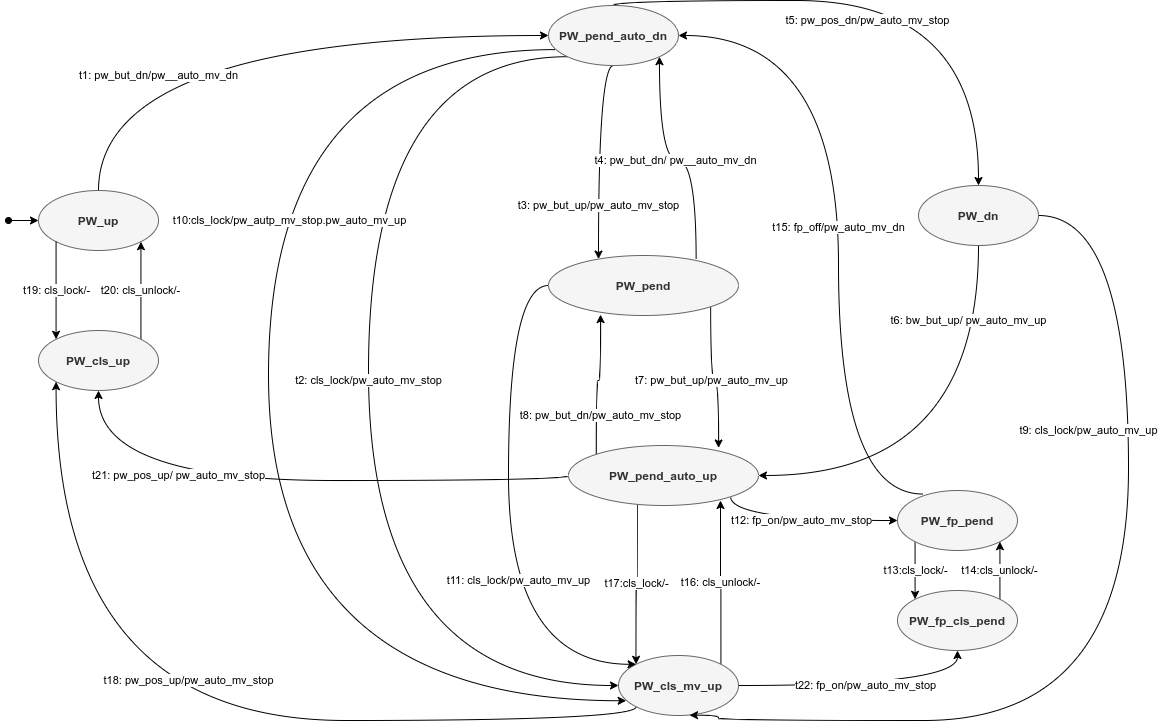 t5: pw_pos_dn/pw_auto_mv_stop
PW_pend_auto_dn
t1: pw_but_dn/pw__auto_mv_dn
t4: pw_but_dn/ pw__auto_mv_dn
t3: pw_but_up/pw_auto_mv_stop
PW_up
t10:cls_lock/pw_autp_mv_stop.pw_auto_mv_up
t15: fp_off/pw_auto_mv_dn
PW_dn
t19: cls_lock/-
t20: cls_unlock/-
PW_pend
t6: bw_but_up/ pw_auto_mv_up
PW_cls_up
t2: cls_lock/pw_auto_mv_stop
t7: pw_but_up/pw_auto_mv_up
t8: pw_but_dn/pw_auto_mv_stop
t9: cls_lock/pw_auto_mv_up
t21: pw_pos_up/ pw_auto_mv_stop
PW_pend_auto_up
t12: fp_on/pw_auto_mv_stop
PW_fp_pend
t11: cls_lock/pw_auto_mv_up
t17:cls_lock/-
t16: cls_unlock/-
t13:cls_lock/-
t14:cls_unlock/-
PW_fp_cls_pend
t18: pw_pos_up/pw_auto_mv_stop
PW_cls_mv_up
t22: fp_on/pw_auto_mv_stop